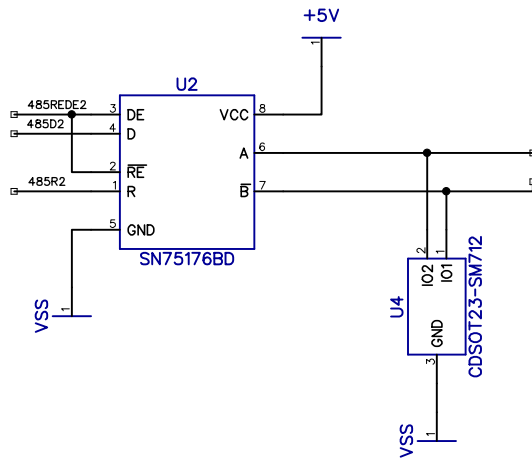 +5V
1
U2
485REDE2
3
DE
VCC
8
485D2
4
D
A
6
2
RE
485R2
1
R
B
7
5
GND
SN75176BD
2
1
IO2
IO1
U4
CDSOT23-SM712
GND
3
1
VSS
1
VSS